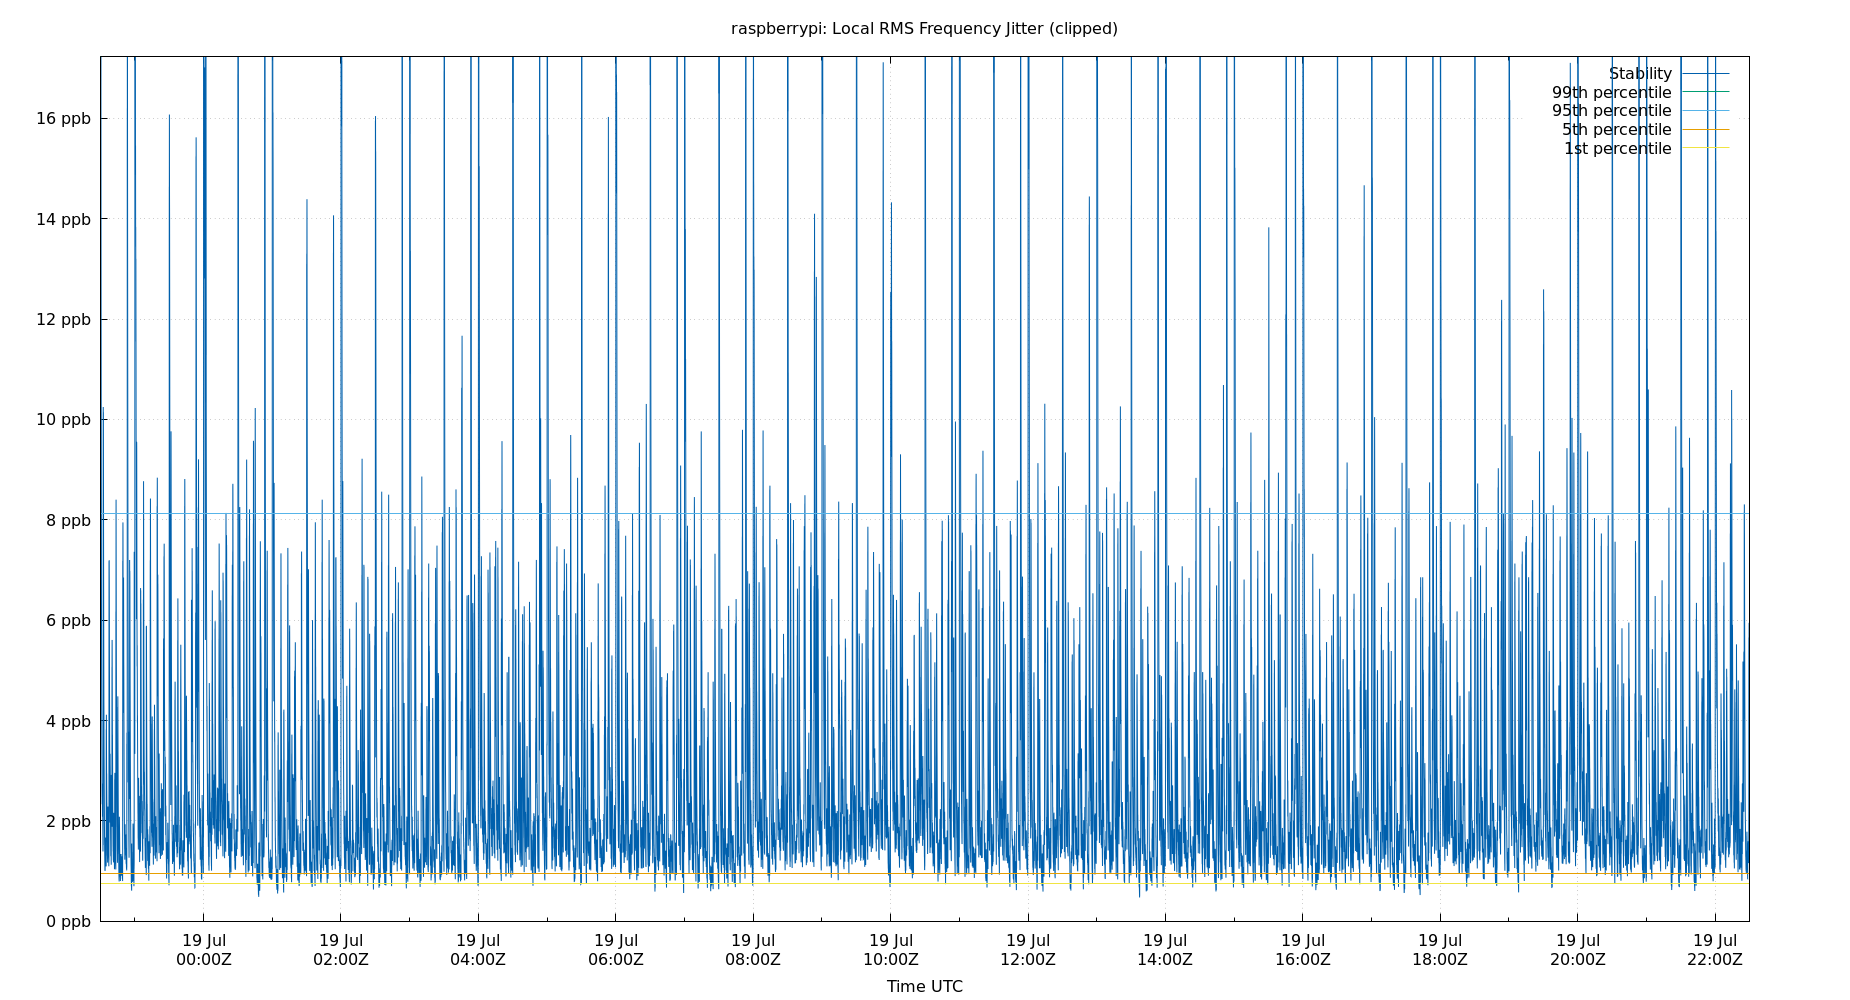 raspberrypi: Local RMS Frequency Jitter (clipped)
Stability
99th percentile
95th percentile
5th percentile
1st percentile
16 ppb
14 ppb
12 ppb
10 ppb
8 ppb
6 ppb
4 ppb
2 ppb
0 ppb
19 Jul 19 Jul 19 Jul 19 Jul 19 Jul 19 Jul 19 Jul 19 Jul 19 Jul 19 Jul 19 Jul 19 Jul
00:00Z 02:00Z 04:00Z 06:00Z 08:00Z 10:00Z 12:00Z 14:00Z 16:00Z 18:00Z 20:00Z 22:00Z
Time UTC